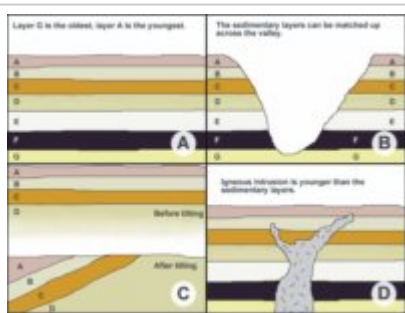 Layer G is the oldest, layer A is the youngest.
A
B
C
D
E
F
G
A
The sedimentary layers can be matched up
across the valley.
A
B
C
D
E
F
G
A
B
C
D
E
F
G
B
A
B
C
D
Before tilting
After tilting
A
B
C
D
C
Igneous intrusion is younger than the
sedimentary layers.
D